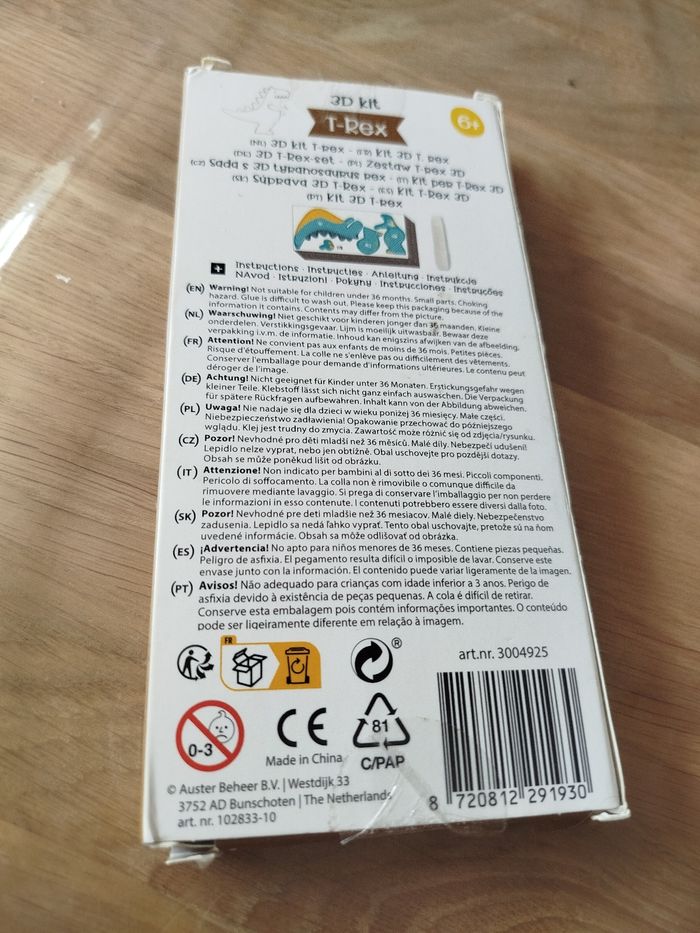 3D kit
T-Rex
6+
(NL) 3D kit T-Rex - (FR) Kit 3D T. rex
(DE) 3D T-Rex-Set - (PL) Zestaw T-Rex 3D
(CZ) Sada s 3D tyranosaurus rex - (IT) Kit per T-Rex 3D
(SK) Súprava 3D T-Rex - (ES) Kit T-Rex 3D
(PT) Kit 3D T-Rex
+ Instructions · Instructies · Anleitung · Instrukcje
Návod · Istruzioni · Pokyny · Instrucciones · Instruções
(EN) Warning! Not suitable for children under 36 months. Small parts. Choking
hazard. Glue is difficult to wash out. Please keep this packaging because of the
information it contains. Contents may differ from the picture.
(NL) Waarschuwing! Niet geschikt voor kinderen jonger dan 36 maanden. Kleine
onderdelen. Verstikkingsgevaar. Lijm is moeilijk uitwasbaar. Bewaar deze
verpakking i.v.m. de informatie. Inhoud kan enigszins afwijken van de afbeelding.
(FR) Attention! Ne convient pas aux enfants de moins de 36 mois. Petites pièces.
Risque d'étouffement. La colle ne s'enlève pas ou difficilement des vêtements.
Conserver l'emballage pour demande d'informations ultérieures. Le contenu peut
déroger de l'image.
(DE) Achtung! Nicht geeignet für Kinder unter 36 Monaten. Erstickungsgefahr wegen
kleiner Teile. Klebstoff lässt sich nicht ganz einfach auswaschen. Die Verpackung
für spätere Rückfragen aufbewahren. Inhalt kann von der Abbildung abweichen.
(PL) Uwaga! Nie nadaje się dla dzieci w wieku poniżej 36 miesięcy. Małe części.
Niebezpieczeństwo zadławienia! Opakowanie przechować do późniejszego
wglądu. Klej jest trudny do zmycia. Zawartość może różnić się od zdjęcia/rysunku.
(CZ) Pozor! Nevhodné pro děti mladší než 36 měsíců. Malé díly. Nebezpečí udušení!
Lepidlo nelze vyprat, nebo jen obtížně. Obal uschovejte pro pozdější dotazy.
Obsah se může poněkud lišit od obrázku.
(IT) Attenzione! Non indicato per bambini al di sotto dei 36 mesi. Piccoli componenti.
Pericolo di soffocamento. La colla non è rimovibile o comunque difficile da
rimuovere mediante lavaggio. Si prega di conservare l'imballaggio per non perdere
le informazioni in esso contenute. I contenuti potrebbero essere diversi dalla foto.
(SK) Pozor! Nevhodné pre deti mladšie než 36 mesiacov. Malé diely. Nebezpečenstvo
zadusenia. Lepidlo sa nedá ľahko vyprať. Tento obal uschovajte, pretože sú na ňom
uvedené informácie. Obsah sa môže odlišovať od obrázka.
(ES) ¡Advertencia! No apto para niños menores de 36 meses. Contiene piezas pequeñas.
Peligro de asfixia. El pegamento resulta difícil o imposible de lavar. Conserve este
envase junto con la información. El contenido puede variar ligeramente de la imagen.
(PT) Avisos! Não adequado para crianças com idade inferior a 3 anos. Perigo de
asfixia devido à existência de peças pequenas. A cola é difícil de retirar.
Conserve esta embalagem pois contém informações importantes. O conteúdo
pode ser ligeiramente diferente em relação à imagem.
FR
®
art.nr. 3004925
0-3
CE
81
Made in China
C/PAP
© Auster Beheer B.V. | Westdijk 33
3752 AD Bunschoten | The Netherlands
art. nr. 102833-10
8 720812 291930